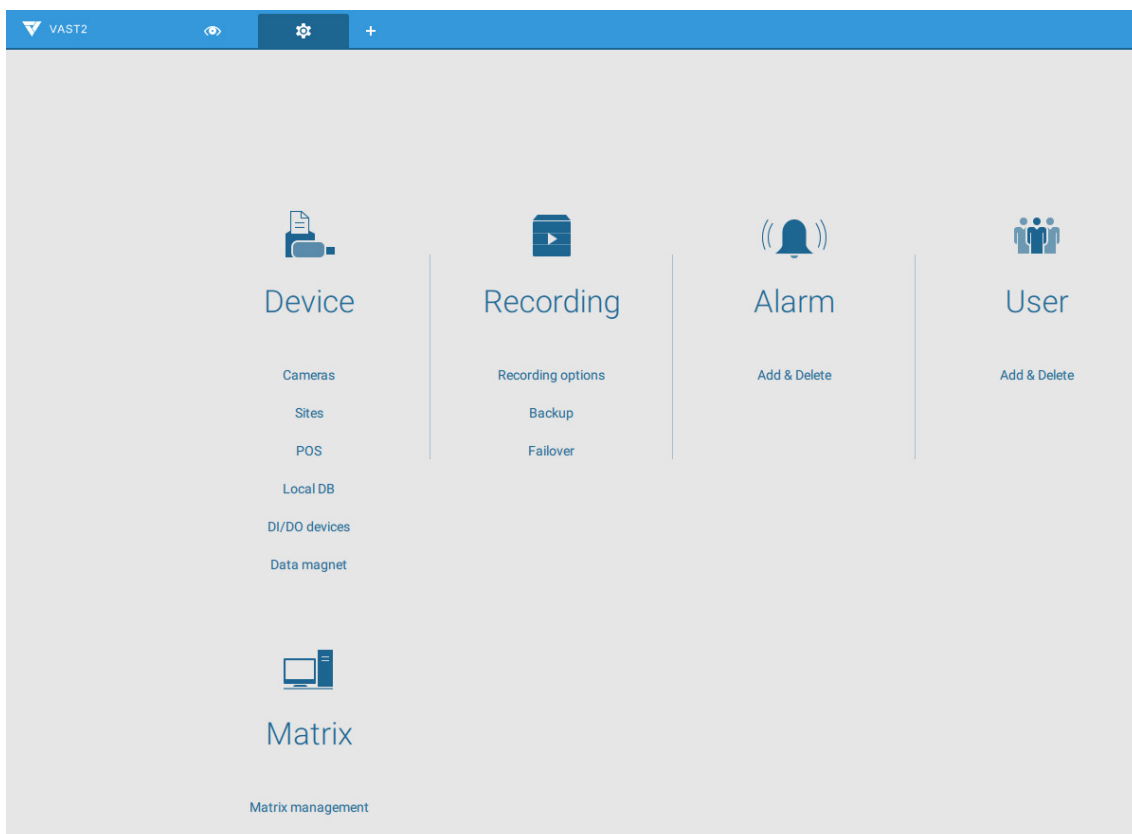 VAST2
Device
Cameras
Sites
POS
Local DB
DI/DO devices
Data magnet
Recording
Recording options
Backup
Failover
Alarm
Add & Delete
User
Add & Delete
Matrix
Matrix management